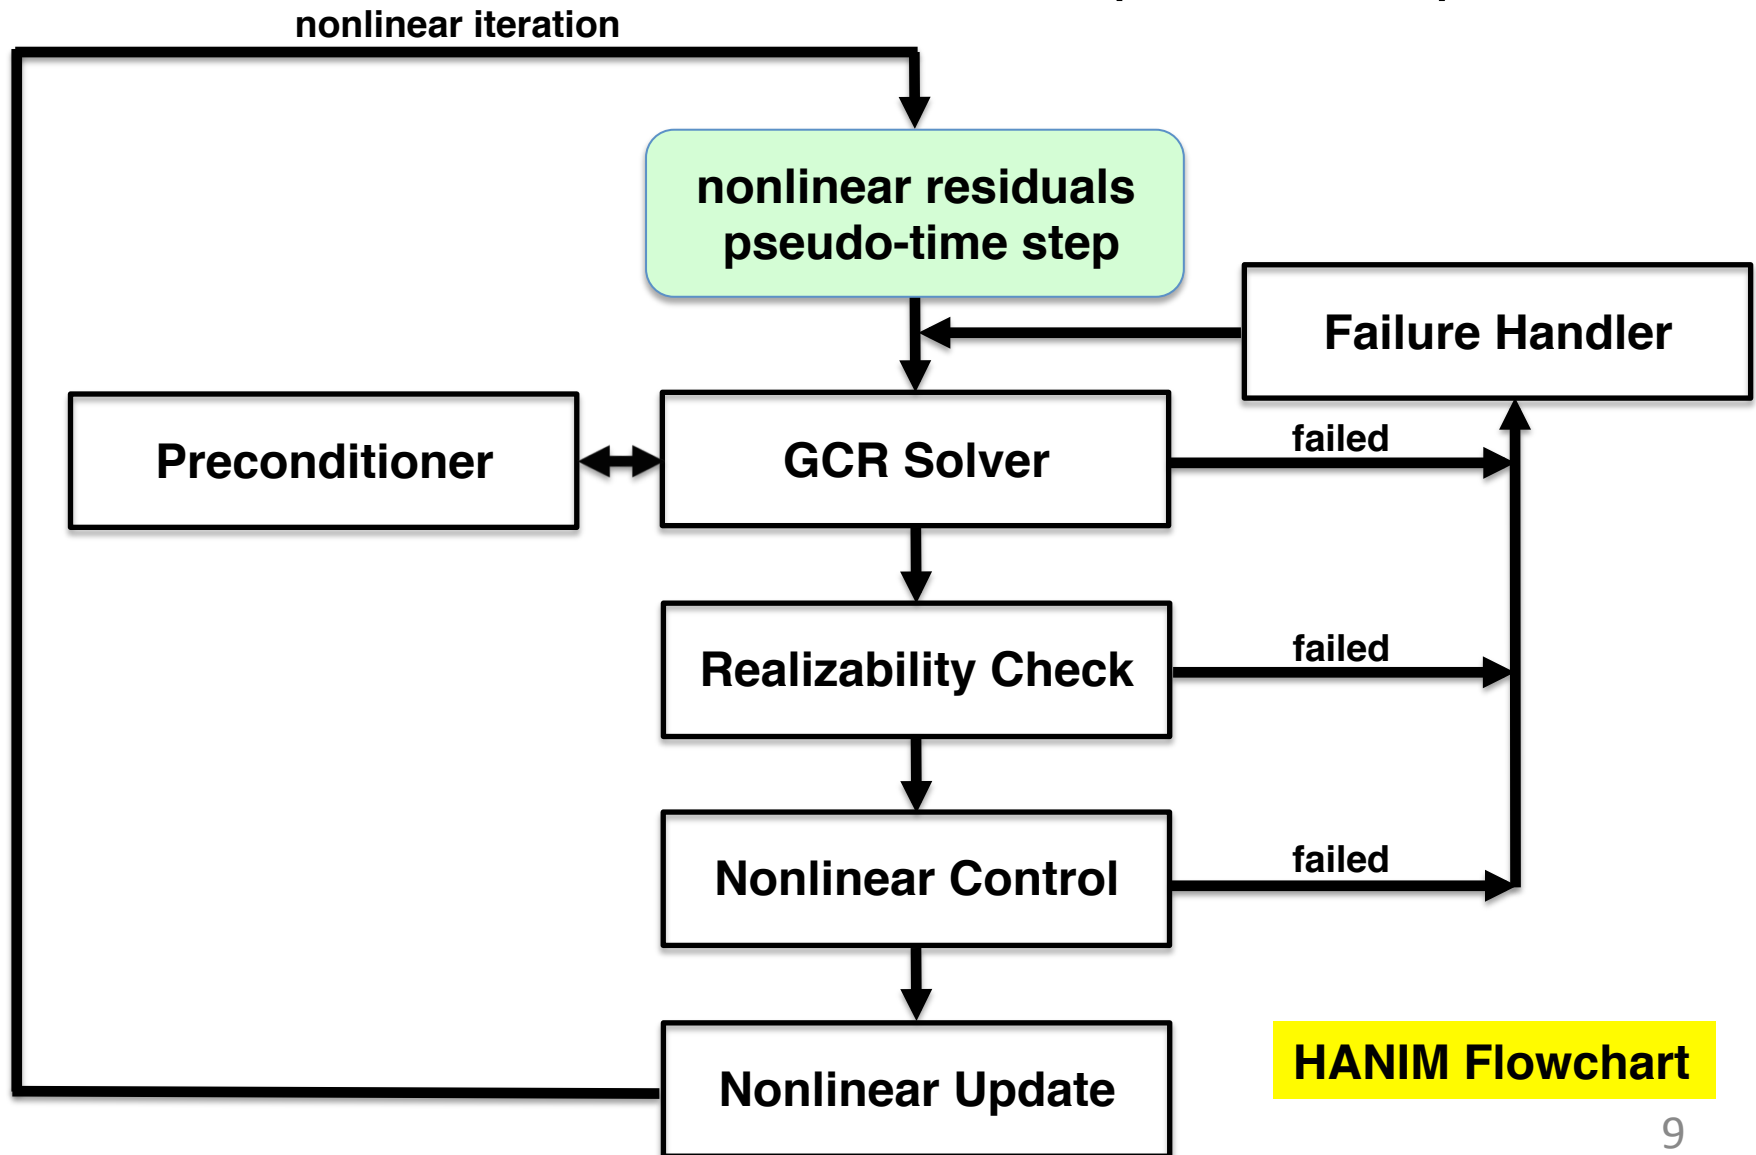 nonlinear iteration
nonlinear residuals
pseudo-time step
Failure Handler
Preconditioner
GCR Solver
failed
Realizability Check
failed
Nonlinear Control
failed
Nonlinear Update
HANIM Flowchart
9